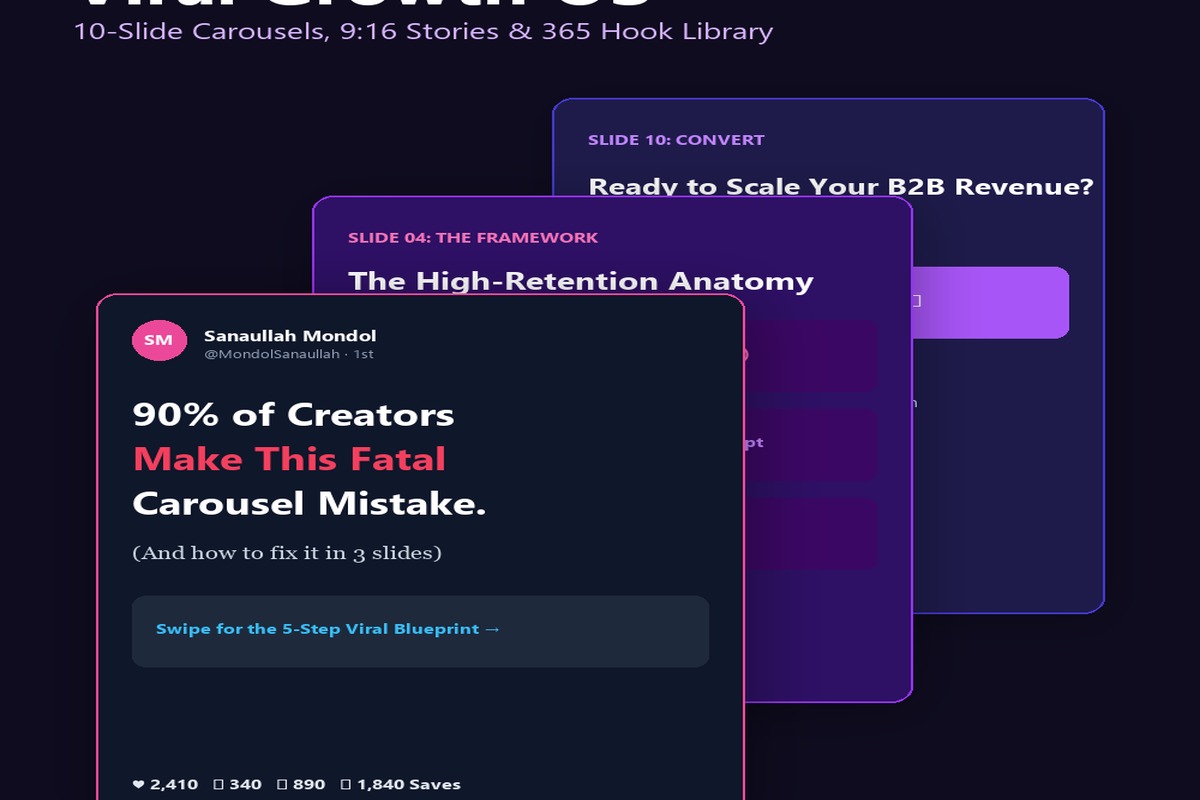 Viral Growth OS
10-Slide Carousels, 9:16 Stories & 365 Hook Library
SLIDE 10: CONVERT
Ready to Scale Your B2B Revenue?
SLIDE 04: THE FRAMEWORK
The High-Retention Anatomy
SM
Sanaullah Mondol
@MondolSanaullah · 1st
90% of Creators
Make This Fatal
Carousel Mistake.
(And how to fix it in 3 slides)
Swipe for the 5-Step Viral Blueprint →
❤ 2,410 □ 340 □ 890 □ 1,840 Saves